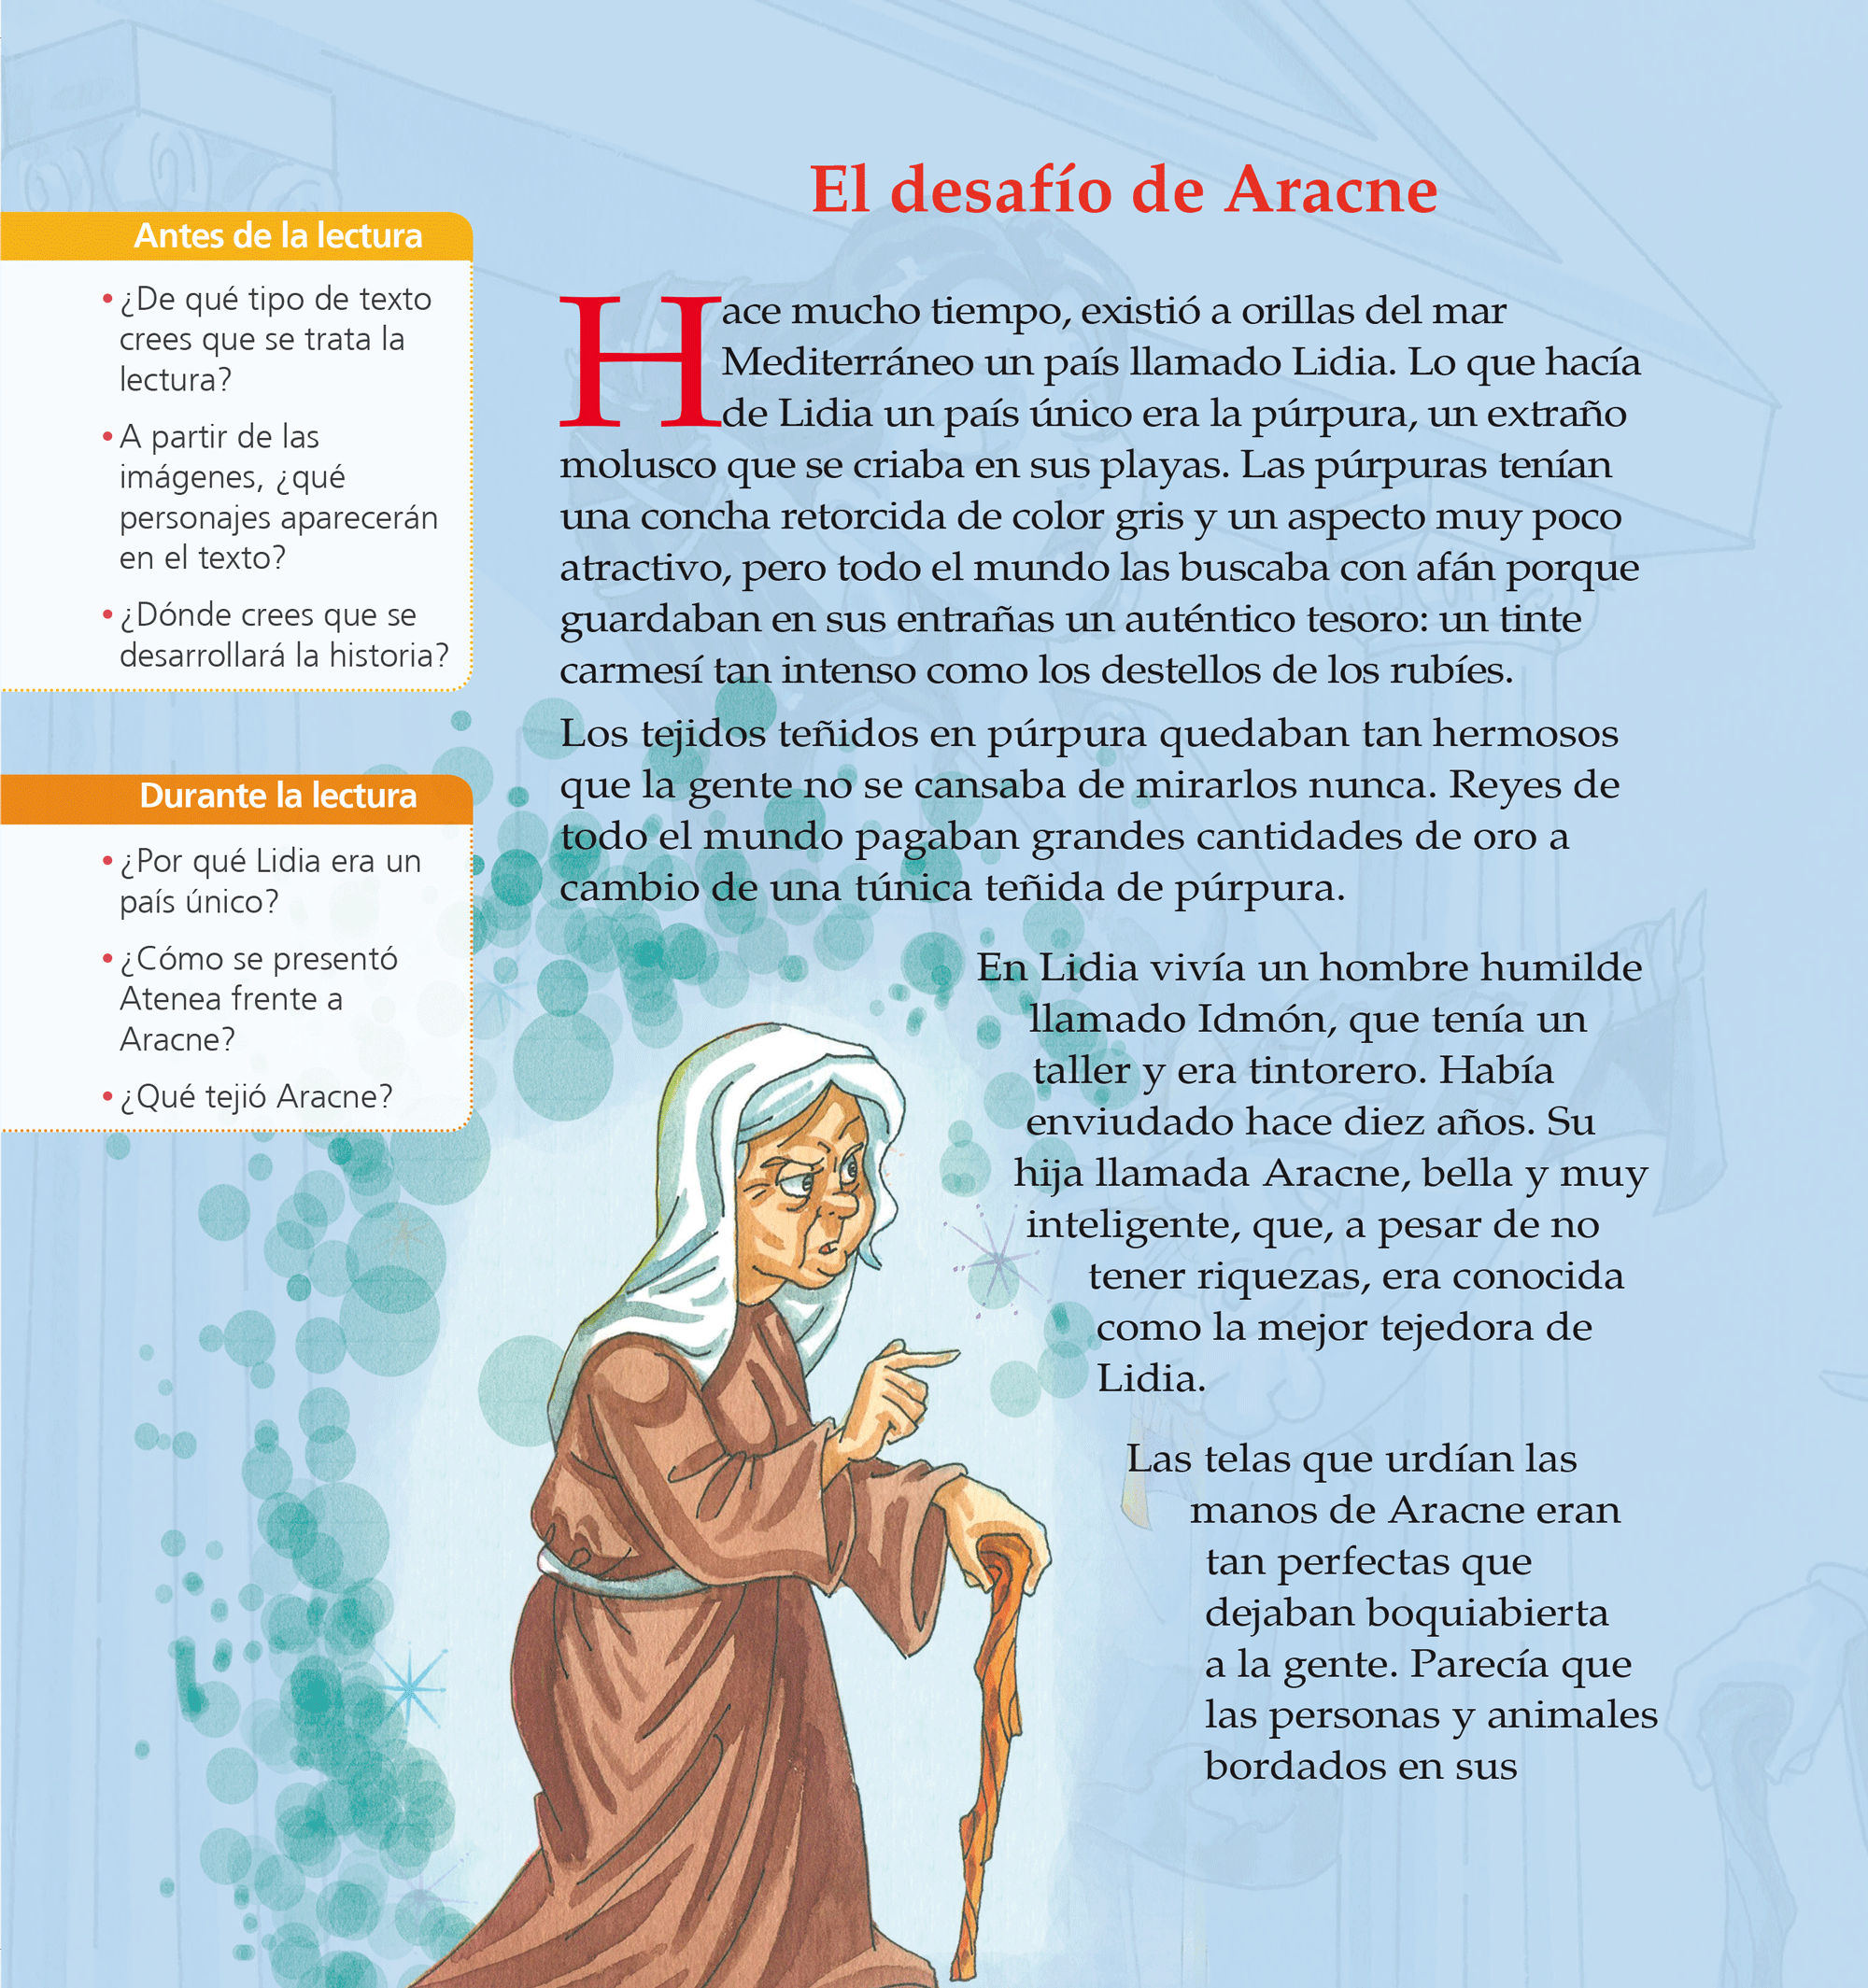 El desafío de Aracne
Antes de la lectura
• ¿De qué tipo de texto
crees que se trata la
lectura?
• A partir de las
imágenes, ¿qué
personajes aparecerán
en el texto?
• ¿Dónde crees que se
desarrollará la historia?
Durante la lectura
• ¿Por qué Lidia era un
país único?
• ¿Cómo se presentó
Atenea frente a
Aracne?
• ¿Qué tejió Aracne?
Hace mucho tiempo, existió a orillas del mar
Mediterráneo un país llamado Lidia. Lo que hacía
de Lidia un país único era la púrpura, un extraño
molusco que se criaba en sus playas. Las púrpuras tenían
una concha retorcida de color gris y un aspecto muy poco
atractivo, pero todo el mundo las buscaba con afán porque
guardaban en sus entrañas un auténtico tesoro: un tinte
carmesí tan intenso como los destellos de los rubíes.
Los tejidos teñidos en púrpura quedaban tan hermosos
que la gente no se cansaba de mirarlos nunca. Reyes de
todo el mundo pagaban grandes cantidades de oro a
cambio de una túnica teñida de púrpura.
En Lidia vivía un hombre humilde
llamado Idmón, que tenía un
taller y era tintorero. Había
enviudado hace diez años. Su
hija llamada Aracne, bella y muy
inteligente, que, a pesar de no
tener riquezas, era conocida
como la mejor tejedora de
Lidia.
Las telas que urdían las
manos de Aracne eran
tan perfectas que
dejaban boquiabierta
a la gente. Parecía que
las personas y animales
bordados en sus